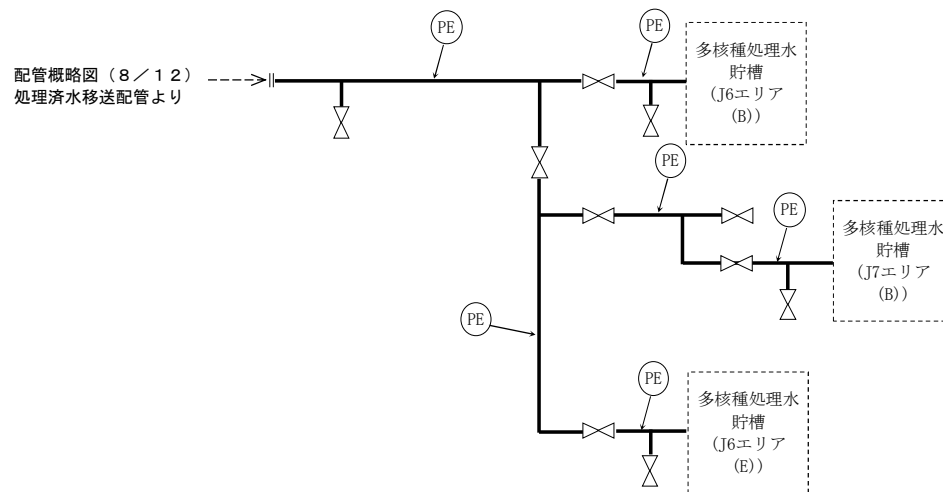 PE
PE
多核種処理水
貯槽
(J6エリア
(B))
配管概略図（８／１２）
処理済水移送配管より
PE
PE
多核種処理水
貯槽
(J7エリア
(B))
PE
PE
多核種処理水
貯槽
(J6エリア
(E))